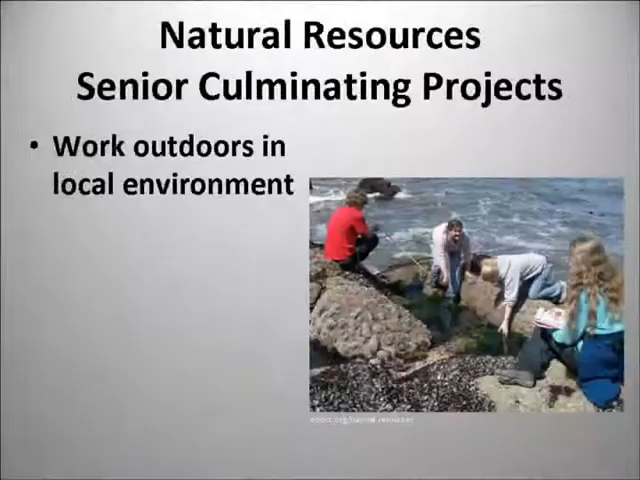 Natural Resources
Senior Culminating Projects
• Work outdoors in
local environment